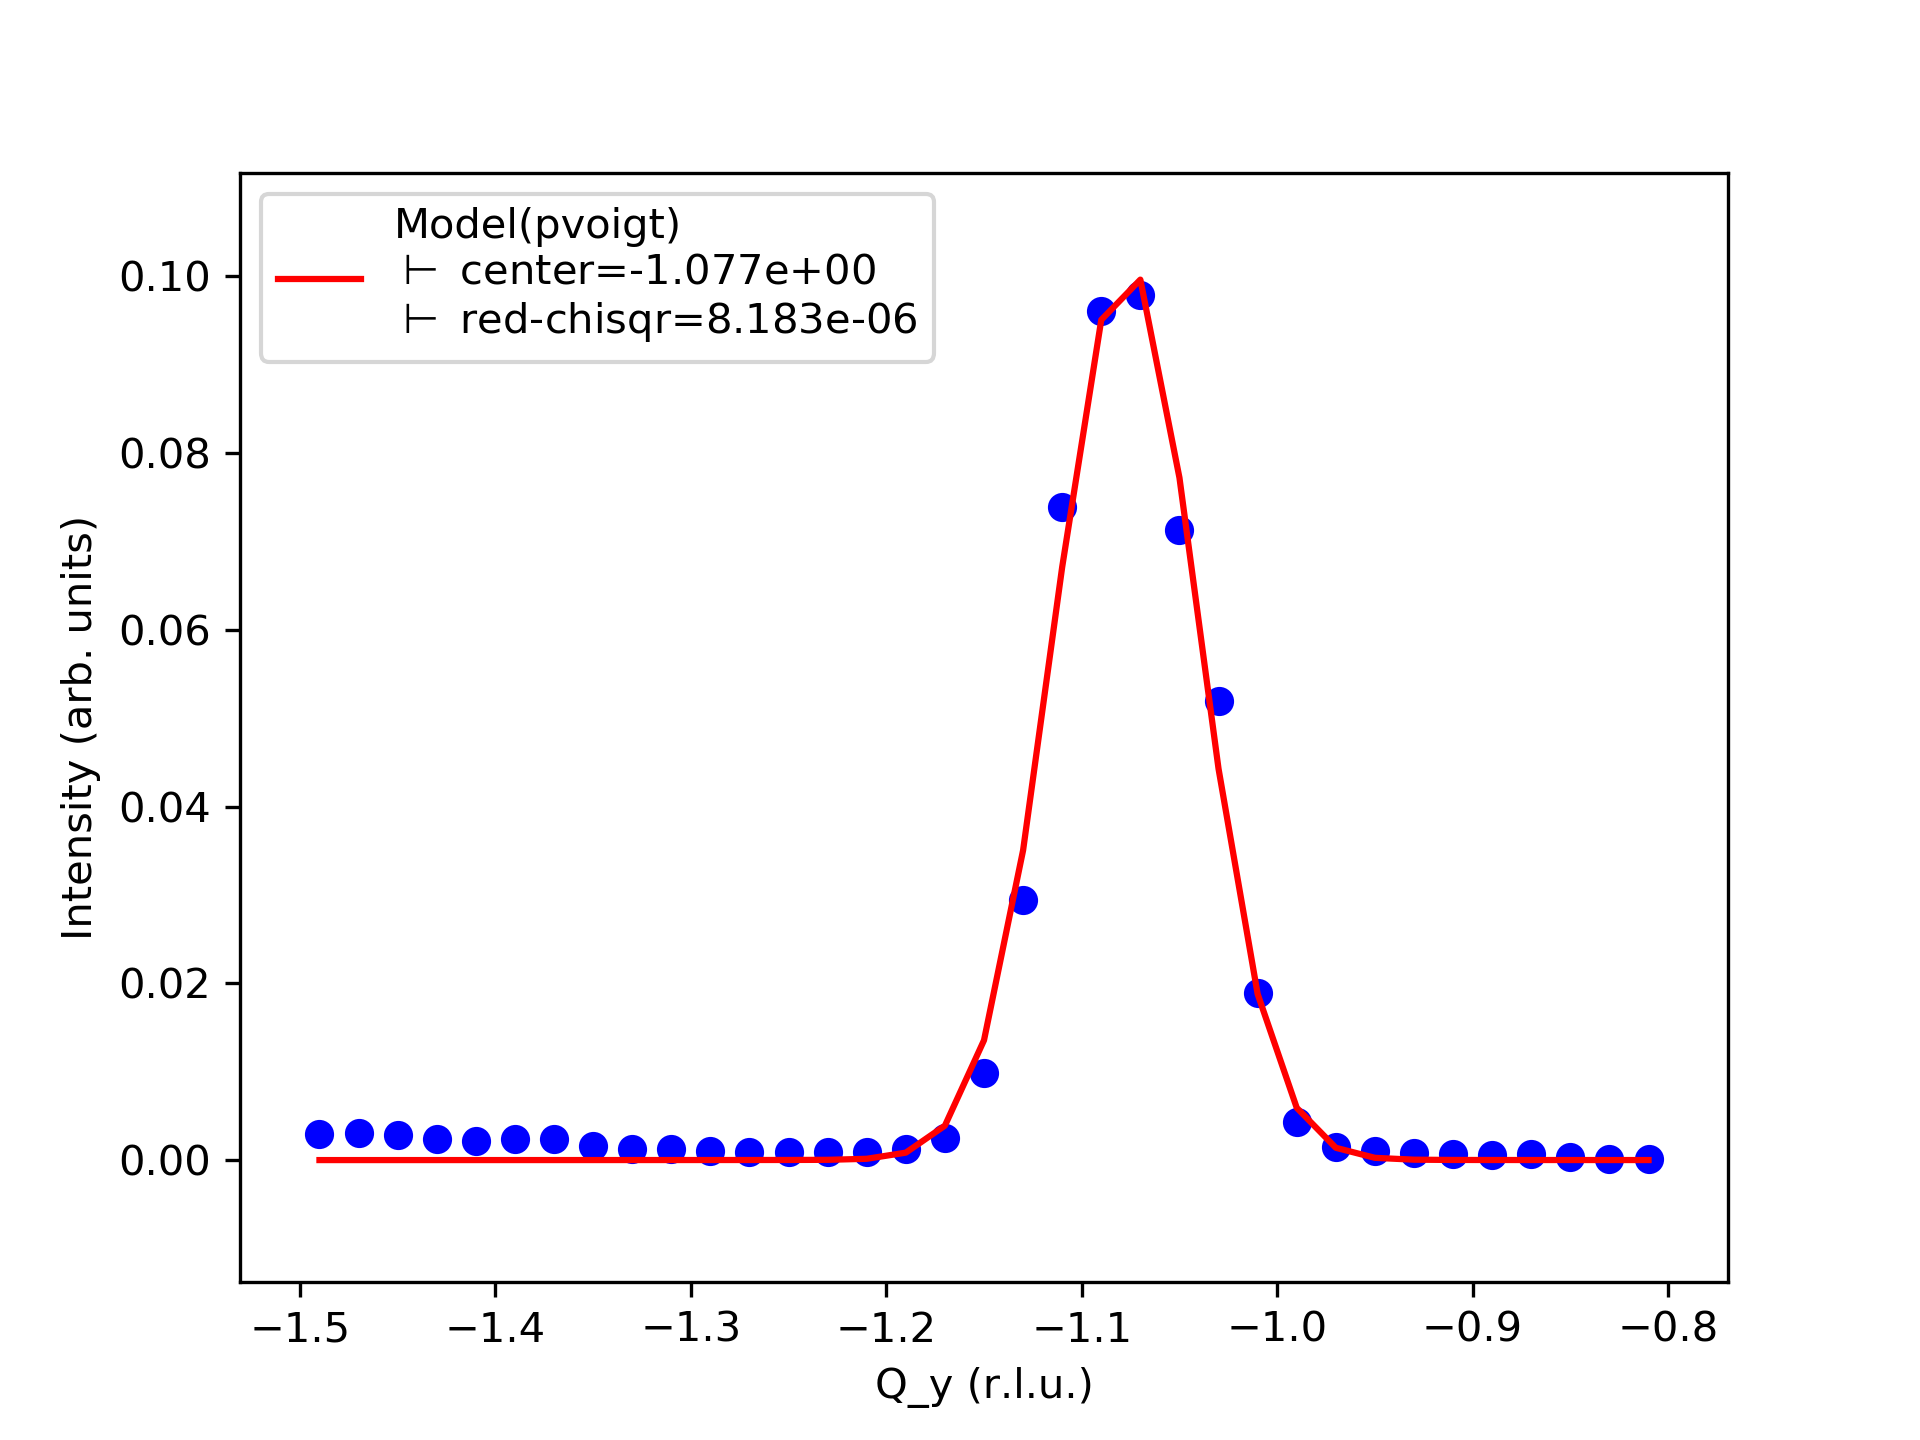 Model(pvoigt)
⊢ center=-1.077e+00
⊢ red-chisqr=8.183e-06
0.10
0.08
0.06
0.04
0.02
0.00
Intensity (arb. units)
−1.5 −1.4 −1.3 −1.2 −1.1 −1.0 −0.9 −0.8
Q_y (r.l.u.)